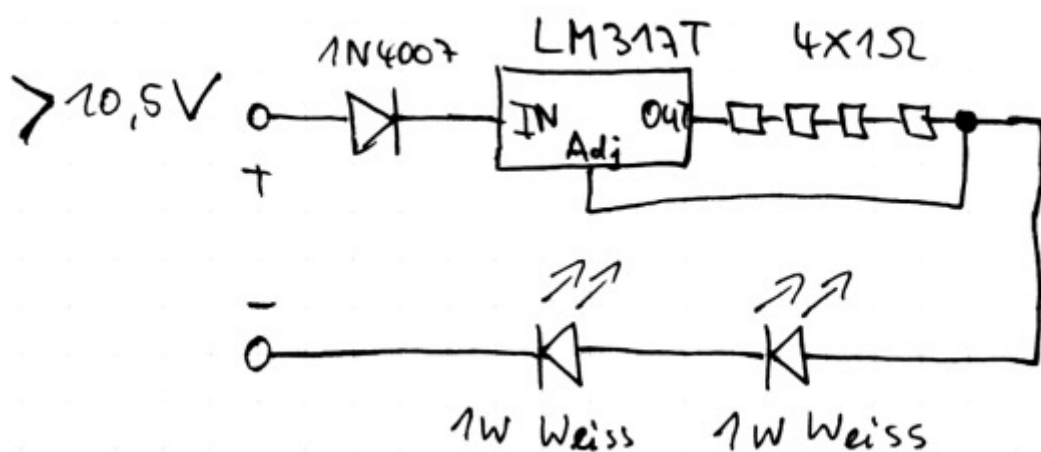 1N4007
LM317T
4X1Ω
>10,5V
IN
OUT
Adj
+
-
1W Weiss
1W Weiss